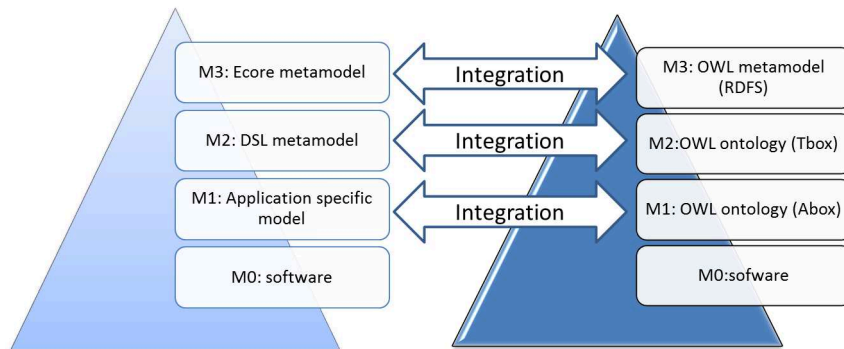 M3: Ecore metamodel
Integration
M3: OWL metamodel
(RDFS)
M2: DSL metamodel
Integration
M2:OWL ontology (Tbox)
M1: Application specific
model
Integration
M1: OWL ontology (Abox)
M0: software
M0:sofware